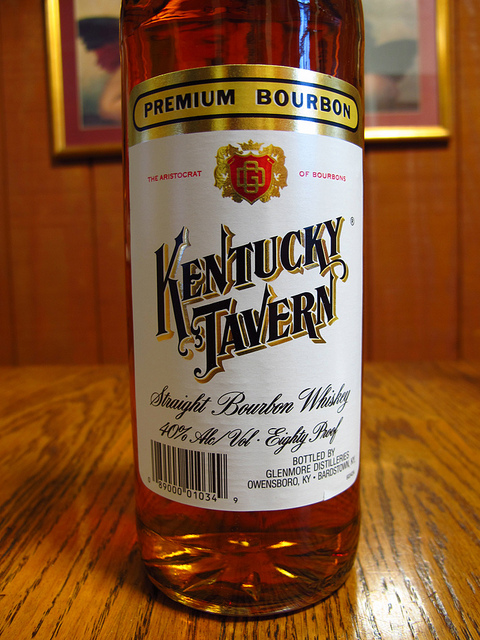 PREMIUM BOURBON
THE ARISTOCRAT OF BOURBONS
KENTUCKY ®
TAVERN
Straight Bourbon Whiskey
40% Alc/Vol · Eighty Proof
BOTTLED BY
GLENMORE DISTILLERIES
OWENSBORO, KY • BARDSTOWN, KY
89000 01034 9